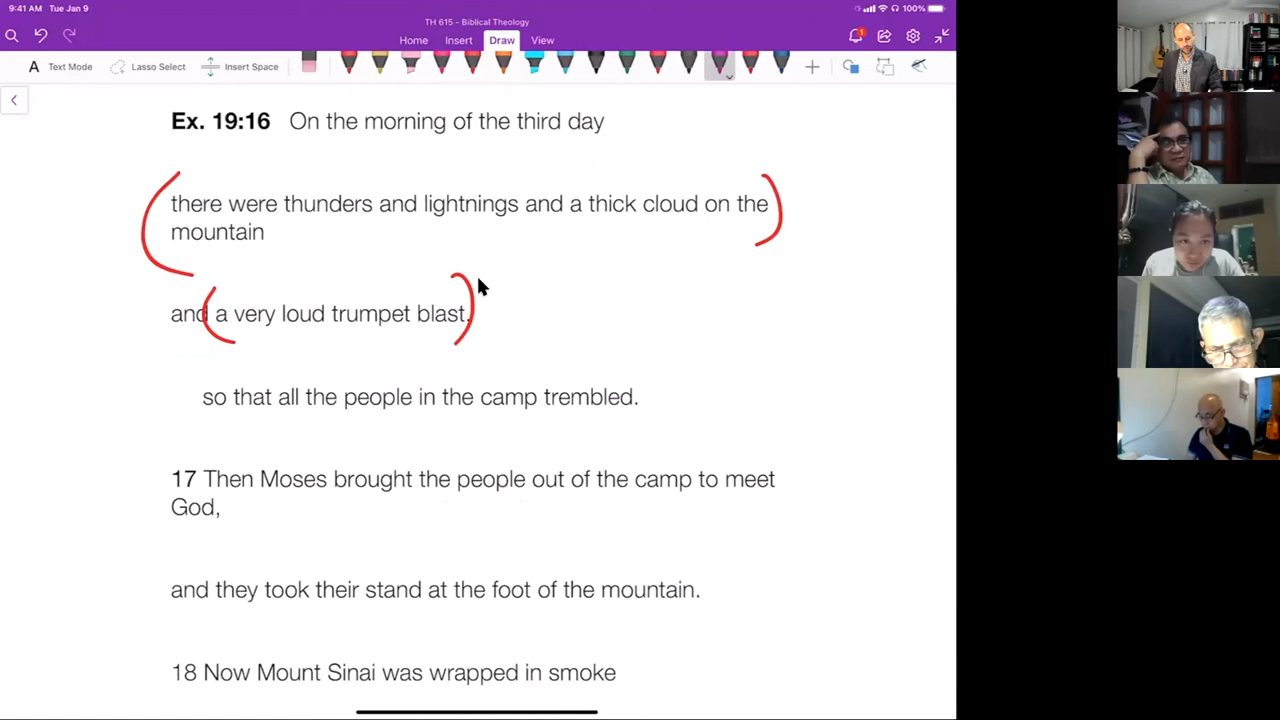 9:41 AM Tue Jan 9
100%
TH 615 - Biblical Theology
Home Insert Draw View
1
A Text Mode Lasso Select Insert Space
Ex. 19:16 On the morning of the third day
there were thunders and lightnings and a thick cloud on the
mountain
and a very loud trumpet blast.
so that all the people in the camp trembled.
17 Then Moses brought the people out of the camp to meet
God,
and they took their stand at the foot of the mountain.
18 Now Mount Sinai was wrapped in smoke